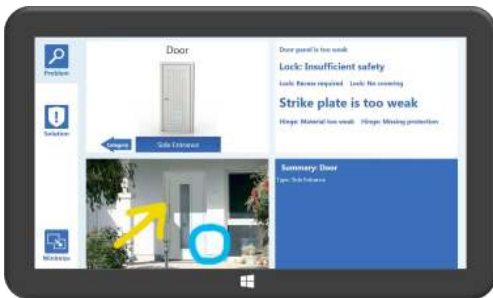 Problem
Solution
Minimize
Door
Category
Side Entrance
Door panel is too weak
Lock: Insufficient safety
Lock: Recess required Lock: No covering
Strike plate is too weak
Hinge: Material too weak Hinge: Missing protection
Summary: Door
Type: Side Entrance